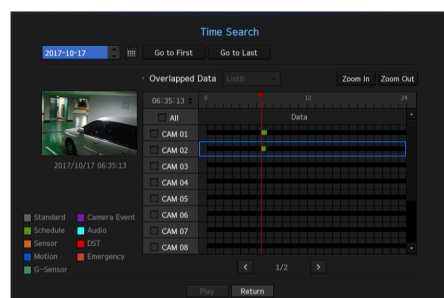 Time Search
2017-10-17 Go to First Go to Last
Overlapped Data List0 Zoom In Zoom Out
06:35:13 0 12 24
All Data
CAM 01
CAM 02
CAM 03
CAM 04
CAM 05
CAM 06
CAM 07
CAM 08
2017/10/17 06:35:13
Standard Camera Event
Schedule Audio
Sensor DST
Motion Emergency
G-Sensor
< 1/2 >
Play Return